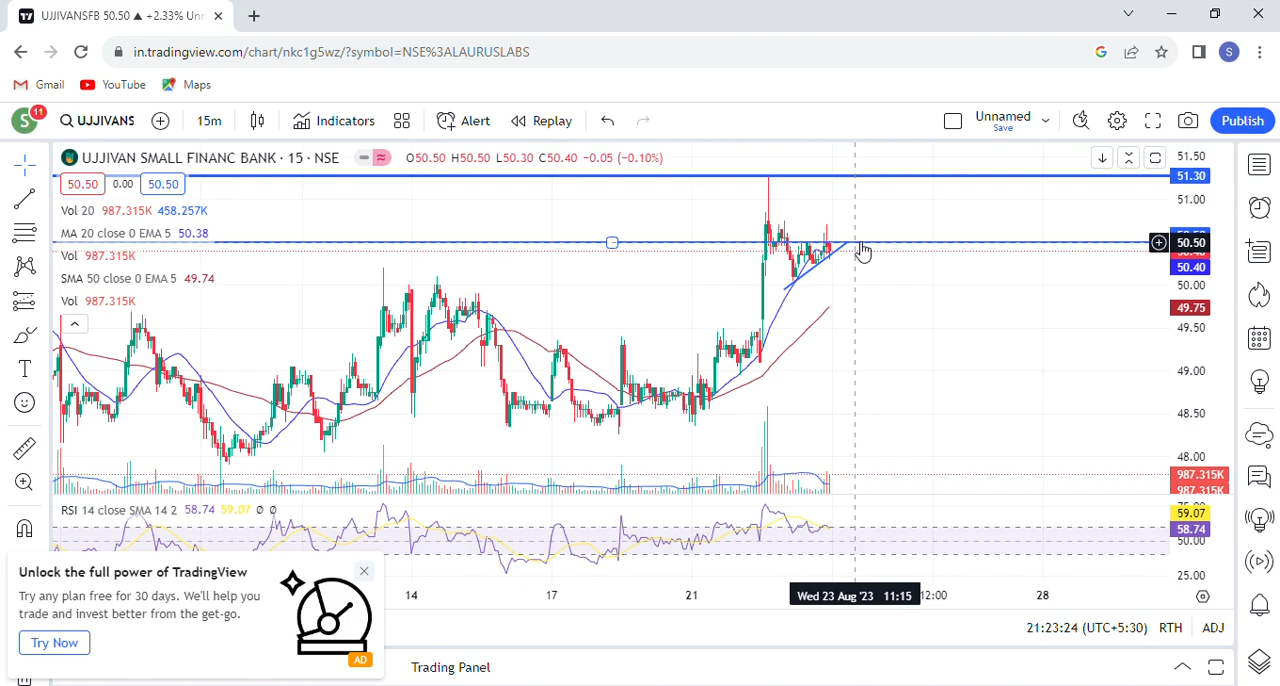 UJJIVANSFB 50.50 ▲ +2.33% Unr
in.tradingview.com/chart/nkc1g5wz/?symbol=NSE%3ALAURUSLABS
G
S
Gmail YouTube Maps
S 11 UJJIVANS 15m Indicators Alert Replay Unnamed Save Publish
UJJIVAN SMALL FINANC BANK · 15 · NSE O50.50 H50.50 L50.30 C50.40 −0.05 (−0.10%)
50.50 0.00 50.50
Vol 20 987.315K 458.257K
MA 20 close 0 EMA 5 50.38
Vol 987.315K
SMA 50 close 0 EMA 5 49.74
Vol 987.315K
51.50
51.30
51.00
50.50
50.40
50.00
49.75
49.50
49.00
48.50
48.00
987.315K
987.315K
RSI 14 close SMA 14 2 58.74 59.07 Ø Ø
59.07
58.74
50.00
25.00
14 17 21 Wed 23 Aug '23 11:15 12:00 28
Unlock the full power of TradingView
Try any plan free for 30 days. We'll help you
trade and invest better from the get-go.
Try Now
AD
21:23:24 (UTC+5:30) RTH ADJ
Trading Panel